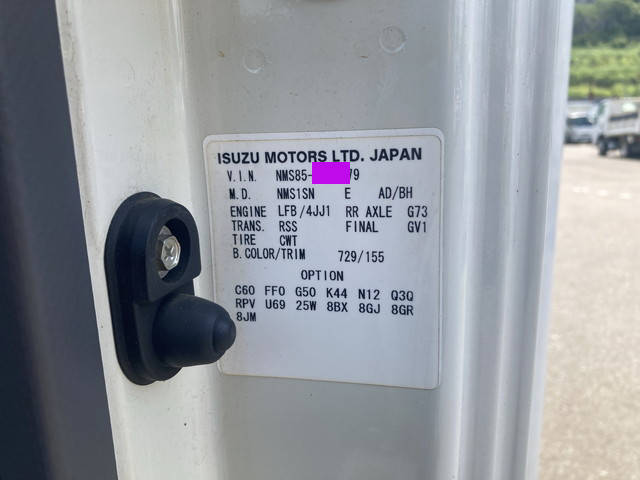 ISUZU MOTORS LTD. JAPAN
V.I.N. NMS85- 79
M.D. NMS1SN E AD/BH
ENGINE LFB/4JJ1 RR AXLE G73
TRANS. RSS FINAL GV1
TIRE CWT
B.COLOR/TRIM 729/155
OPTION
C60 FF0 G50 K44 N12 Q3Q
RPV U69 25W 8BX 8GJ 8GR
8JM